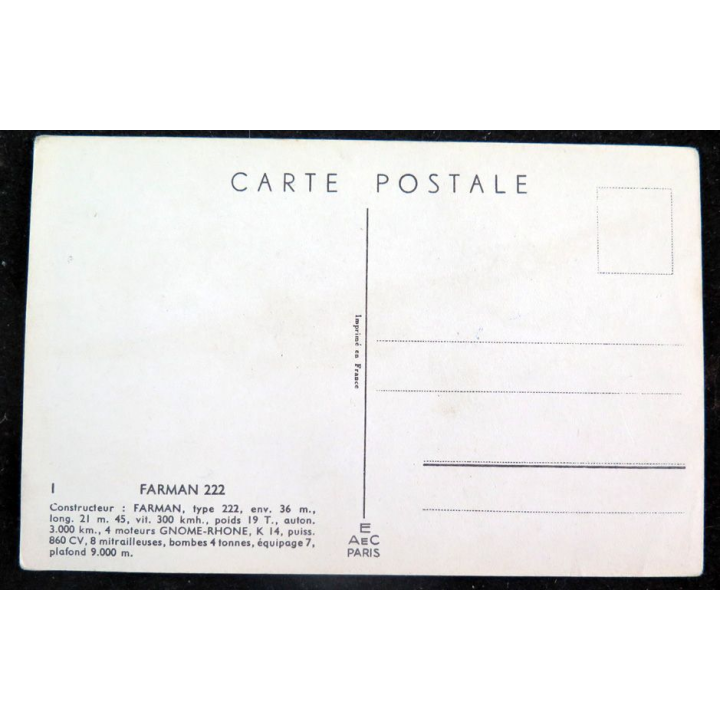 CARTE POSTALE
Imprimé en France
I FARMAN 222
Constructeur : FARMAN, type 222, env. 36 m.,
long. 21 m. 45, vit. 300 kmh., poids 19 T., auton.
3.000 km., 4 moteurs GNOME-RHONE, K 14, puiss.
860 CV, 8 mitrailleuses, bombes 4 tonnes, équipage 7,
plafond 9.000 m.
E
AEC
PARIS